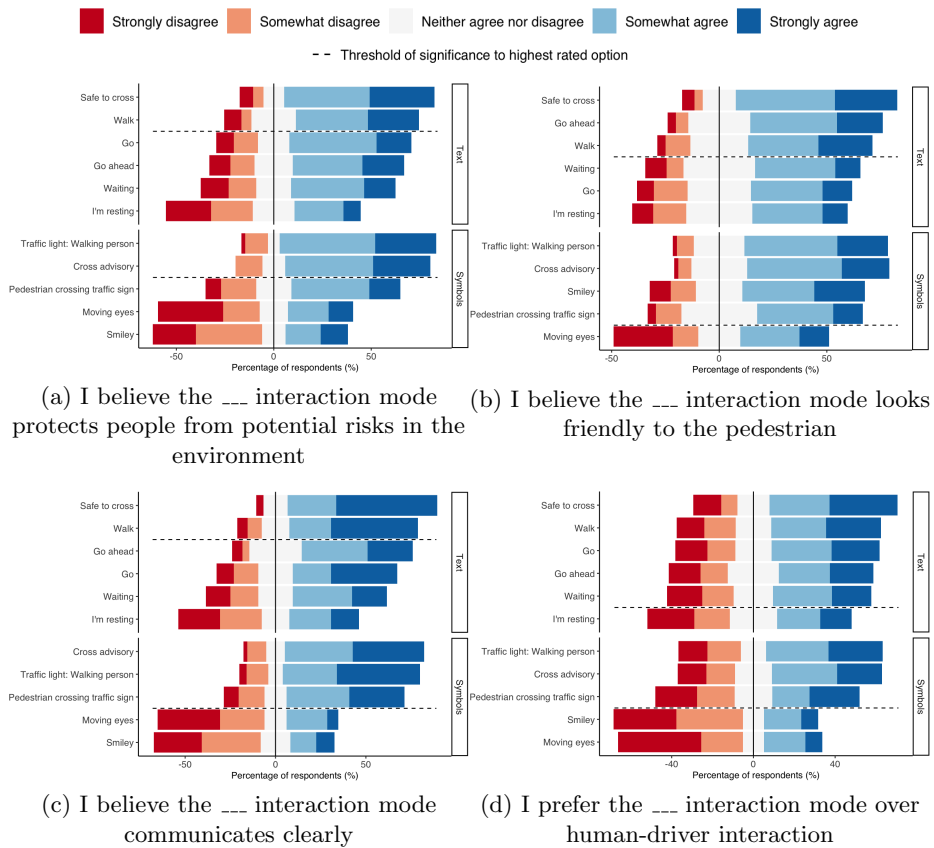 Strongly disagree Somewhat disagree Neither agree nor disagree Somewhat agree Strongly agree
Threshold of significance to highest rated option
Safe to cross
Walk
Go
Go ahead
Waiting
I'm resting
Text
Traffic light: Walking person
Cross advisory
Pedestrian crossing traffic sign
Moving eyes
Smiley
Symbols
-50 0 50
Percentage of respondents (%)
(a) I believe the ___ interaction mode
protects people from potential risks in the
environment
Safe to cross
Go ahead
Walk
Waiting
Go
I'm resting
Text
Traffic light: Walking person
Cross advisory
Smiley
Pedestrian crossing traffic sign
Moving eyes
Symbols
-50 0 50
Percentage of respondents (%)
(b) I believe the ___ interaction mode looks
friendly to the pedestrian
Safe to cross
Walk
Go ahead
Go
Waiting
I'm resting
Text
Cross advisory
Traffic light: Walking person
Pedestrian crossing traffic sign
Moving eyes
Smiley
Symbols
-50 0 50
Percentage of respondents (%)
(c) I believe the ___ interaction mode
communicates clearly
Safe to cross
Walk
Go
Go ahead
Waiting
I'm resting
Text
Traffic light: Walking person
Cross advisory
Pedestrian crossing traffic sign
Smiley
Moving eyes
Symbols
-40 0 40
Percentage of respondents (%)
(d) I prefer the ___ interaction mode over
human-driver interaction